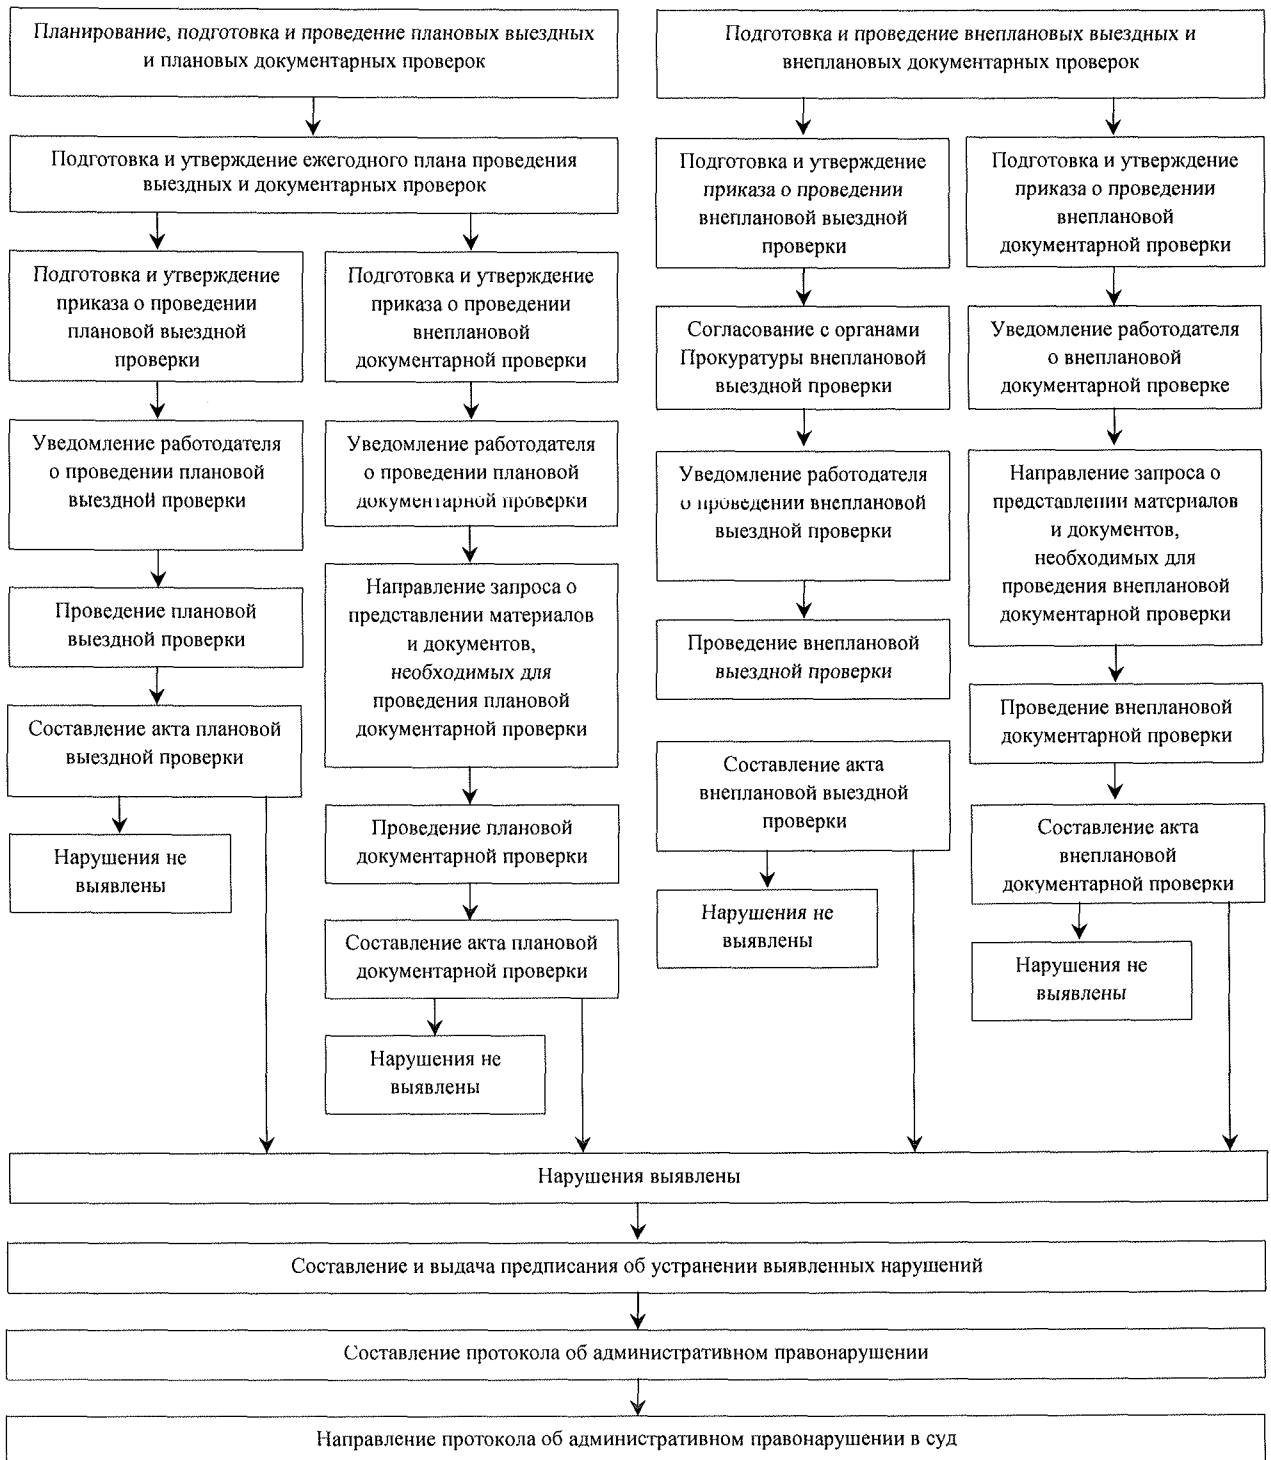 Планирование, подготовка и проведение плановых выездных
и плановых документарных проверок
Подготовка и проведение внеплановых выездных и
внеплановых документарных проверок
Подготовка и утверждение ежегодного плана проведения
выездных и документарных проверок
Подготовка и утверждение
приказа о проведении
плановой выездной
проверки
Подготовка и утверждение
приказа о проведении
внеплановой
документарной проверки
Подготовка и утверждение
приказа о проведении
внеплановой выездной
проверки
Подготовка и утверждение
приказа о проведении
внеплановой
документарной проверки
Уведомление работодателя
о проведении плановой
выездной проверки
Уведомление работодателя
о проведении плановой
документарной проверки
Согласование с органами
Прокуратуры внеплановой
выездной проверки
Уведомление работодателя
о внеплановой
документарной проверке
Проведение плановой
выездной проверки
Направление запроса о
представлении материалов
и документов,
необходимых для
проведения плановой
документарной проверки
Уведомление работодателя
о проведении внеплановой
выездной проверки
Направление запроса о
представлении материалов
и документов,
необходимых для
проведения внеплановой
документарной проверки
Составление акта плановой
выездной проверки
Проведение плановой
документарной проверки
Проведение внеплановой
выездной проверки
Проведение внеплановой
документарной проверки
Нарушения не
выявлены
Составление акта плановой
документарной проверки
Составление акта
внеплановой выездной
проверки
Составление акта
внеплановой
документарной проверки
Нарушения не
выявлены
Нарушения не
выявлены
Нарушения не
выявлены
Нарушения выявлены
Составление и выдача предписания об устранении выявленных нарушений
Составление протокола об административном правонарушении
Направление протокола об административном правонарушении в суд